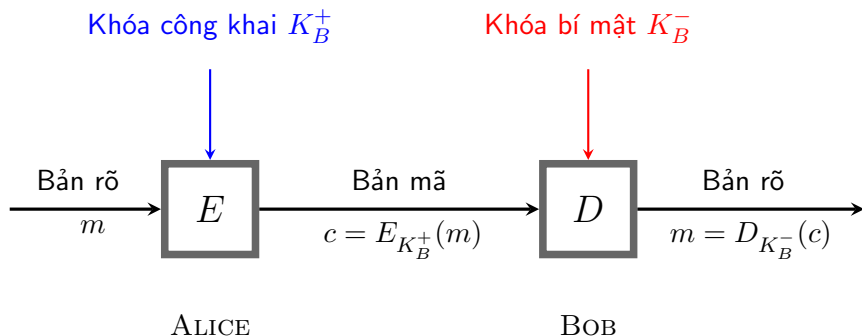 Khóa công khai $K_B^+$
Khóa bí mật $K_B^-$
Bản rõ
$m$
$E$
Bản mã
$c = E_{K_B^+}(m)$
$D$
Bản rõ
$m = D_{K_B^-}(c)$
ALICE
BOB